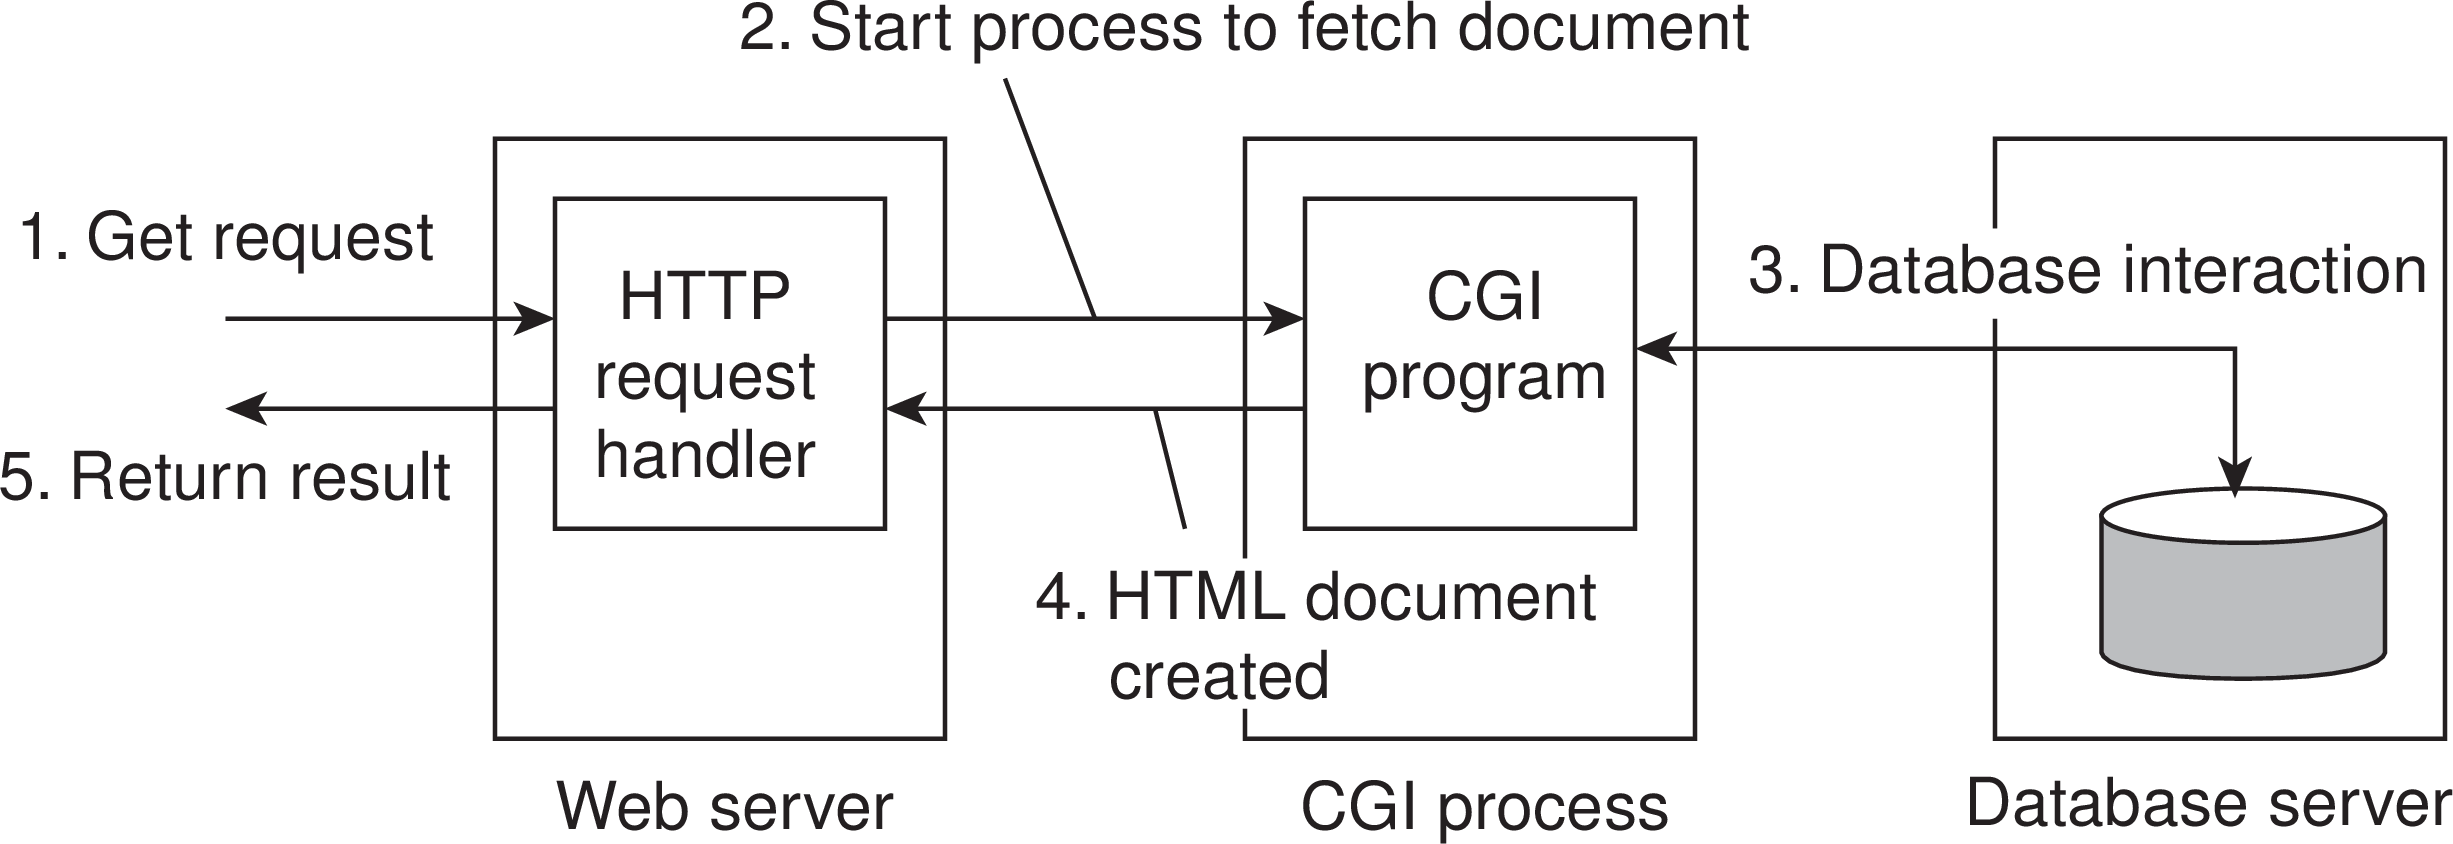 2. Start process to fetch document
1. Get request
HTTP
request
handler
5. Return result
CGI
program
3. Database interaction
4. HTML document
created
Web server
CGI process
Database server